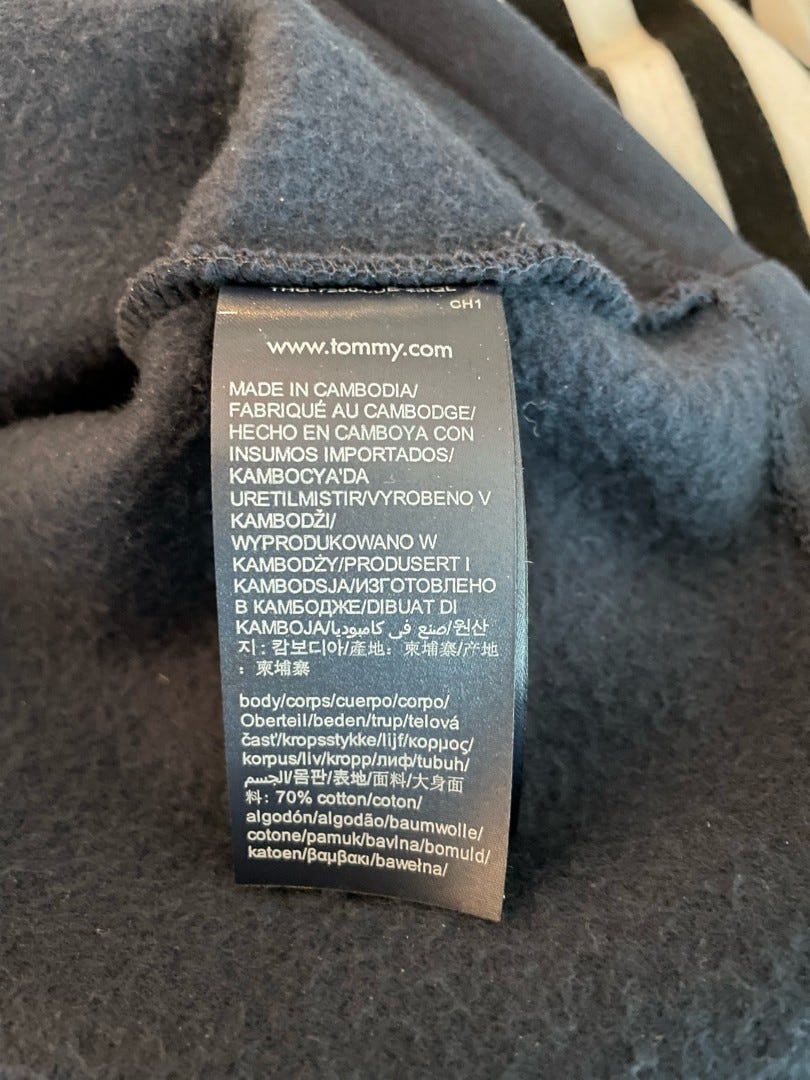 CH1
www.tommy.com
MADE IN CAMBODIA/
FABRIQUÉ AU CAMBODGE/
HECHO EN CAMBOYA CON
INSUMOS IMPORTADOS/
KAMBOCYA'DA
URETILMISTIR/VYROBENO V
KAMBODŽI/
WYPRODUKOWANO W
KAMBODŻY/PRODUSERT I
KAMBODSJA/ИЗГОТОВЛЕНО
В КАМБОДЖЕ/DIBUAT DI
KAMBOJA/صنع في كامبوديا/원산
지: 캄보디아/產地: 柬埔寨/产地
: 柬埔寨
body/corps/cuerpo/corpo/
Oberteil/beden/trup/telová
časť/kropsstykke/lijf/κορμος/
korpus/liv/kropp/лиф/tubuh/
الجسم/몸판/表地/面料/大身面
料: 70% cotton/coton/
algodón/algodão/baumwolle/
cotone/pamuk/bavlna/bomuld/
katoen/βαμβακι/bawełna/